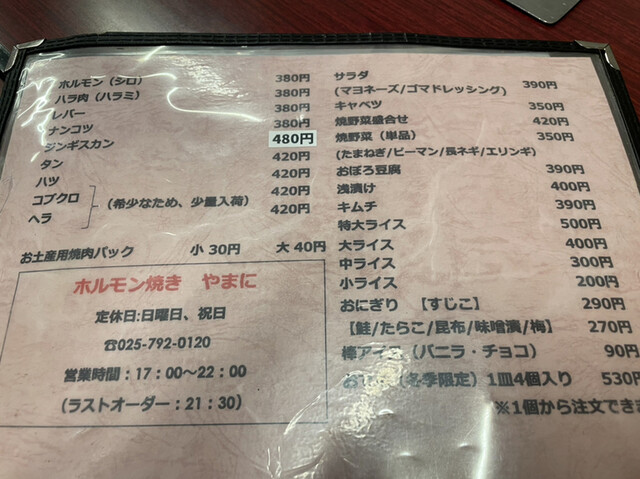 ホルモン（シロ） 380円
ハラ肉（ハラミ） 380円
レバー 380円
ナンコツ 380円
ジンギスカン 480円
タン 420円
ハツ 420円
コブクロ 420円
ヘラ （希少なため、少量入荷） 420円
お土産用焼肉パック 小 30円 大 40円
ホルモン焼き やまに
定休日:日曜日、祝日
☎025-792-0120
営業時間：17：00～22：00
（ラストオーダー：21：30）
サラダ
(マヨネーズ/ゴマドレッシング) 390円
キャベツ 350円
焼野菜盛合せ 420円
焼野菜（単品） 350円
(たまねぎ/ピーマン/長ネギ/エリンギ)
おぼろ豆腐 390円
浅漬け 400円
キムチ 390円
特大ライス 500円
大ライス 400円
中ライス 300円
小ライス 200円
おにぎり 【すじこ】 290円
【鮭/たらこ/昆布/味噌漬/梅】 270円
棒アイス（バニラ・チョコ） 90円
（冬季限定）1皿4個入り 530円
※1個から注文できま